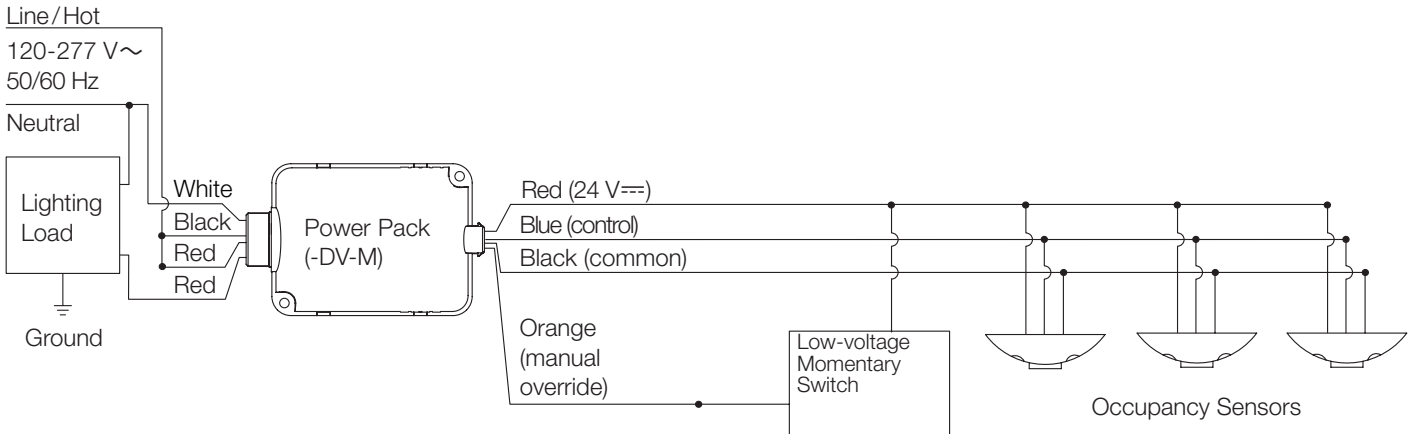 Line/Hot
120-277 V～
50/60 Hz
Neutral
Lighting
Load
Ground
White
Black
Red
Red
Power Pack
(-DV-M)
Red (24 V⎓)
Blue (control)
Black (common)
Orange
(manual
override)
Low-voltage
Momentary
Switch
Occupancy Sensors